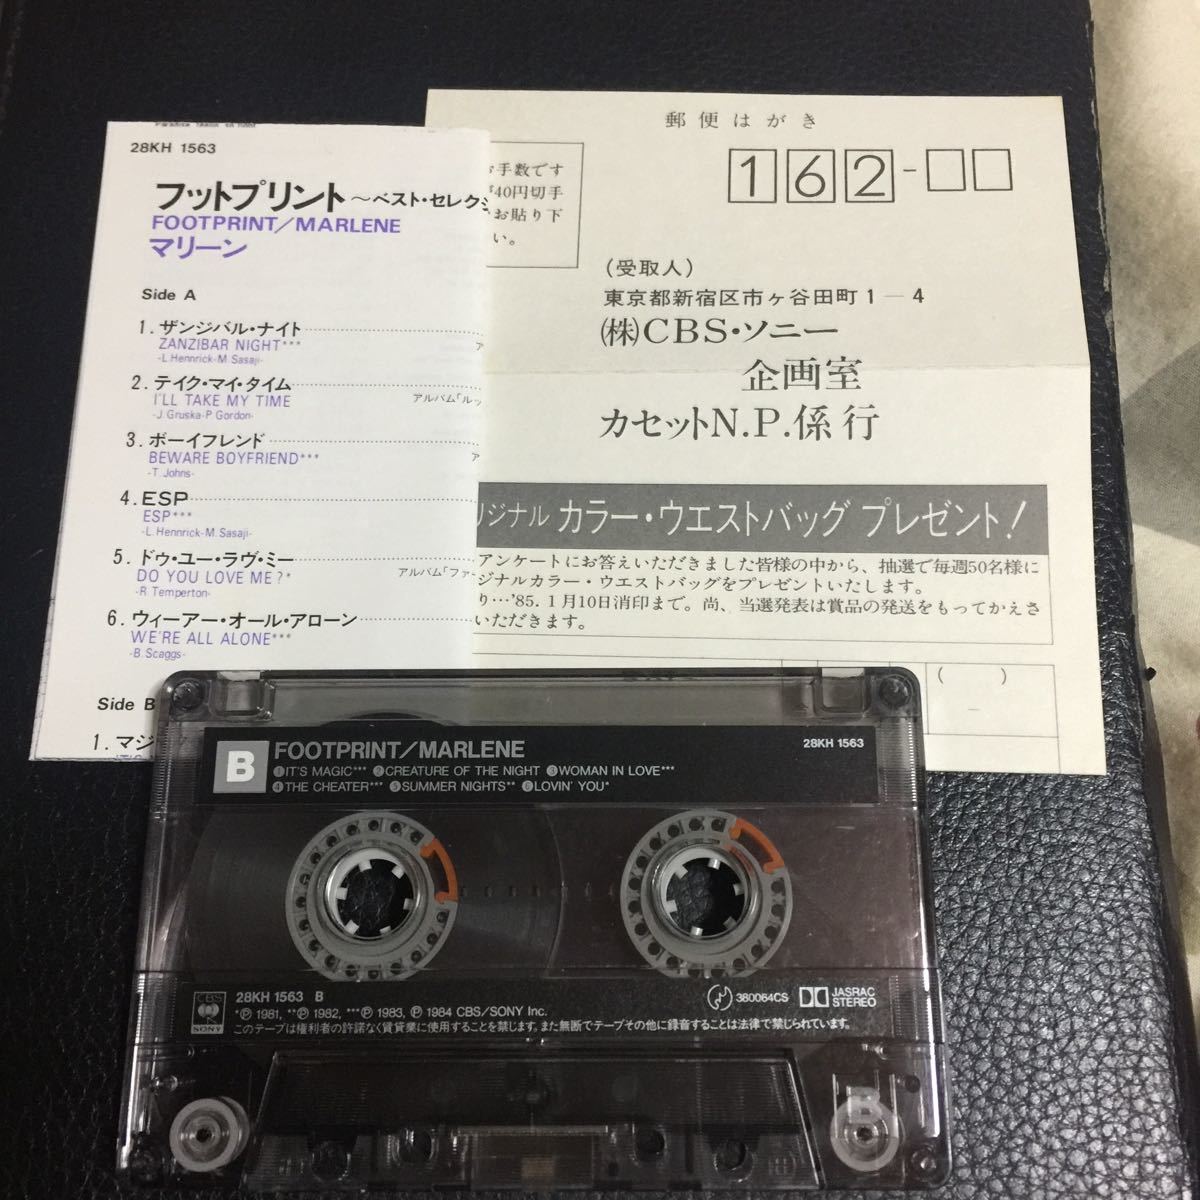 28KH 1563
フットプリント～ベスト・セレク
FOOTPRINT/MARLENE
マリーン
Side A
1.ザンジバル・ナイト
ZANZIBAR NIGHT***
-L.Hennrick-M.Sasaji-
2.テイク・マイ・タイム
I'LL TAKE MY TIME
アルバム「ルッ
-J.Gruska-P.Gordon-
3.ボーイフレンド
BEWARE BOYFRIEND***
-T.Johns-
4.ESP
ESP***
-L.Hennrick-M.Sasaji-
5.ドゥ・ユー・ラヴ・ミー
DO YOU LOVE ME?*
アルバム「ファー
-R.Temperton-
6.ウィーアー・オール・アローン
WE'RE ALL ALONE***
-B.Scaggs-
Side B
1.マジ
郵便はがき
手数です
40円切手
お貼り下
い。
162-
(受取人)
東京都新宿区市ヶ谷田町1―4
(株)CBS・ソニー
企画室
カセットN.P.係行
リジナル カラー・ウエストバッグ プレゼント!
アンケートにお答えいただきました皆様の中から、抽選で毎週50名様に
ジナルカラー・ウエストバッグをプレゼントいたします。
り…'85.1月10日消印まで。尚、当選発表は賞品の発送をもってかえさ
いただきます。
( )
B FOOTPRINT/MARLENE 28KH 1563
❶IT'S MAGIC*** ❷CREATURE OF THE NIGHT ❸WOMAN IN LOVE***
❹THE CHEATER*** ❺SUMMER NIGHTS** ❻LOVIN' YOU*
CBS
SONY
28KH 1563 B
380064CS
JASRAC
STEREO
*Ⓟ 1981, **Ⓟ 1982, ***Ⓟ 1983, Ⓟ 1984 CBS/SONY Inc.
このテープは権利者の許諾なく賃貸業に使用することを禁じます。また無断でテープその他に録音することは法律で禁じられています。
B